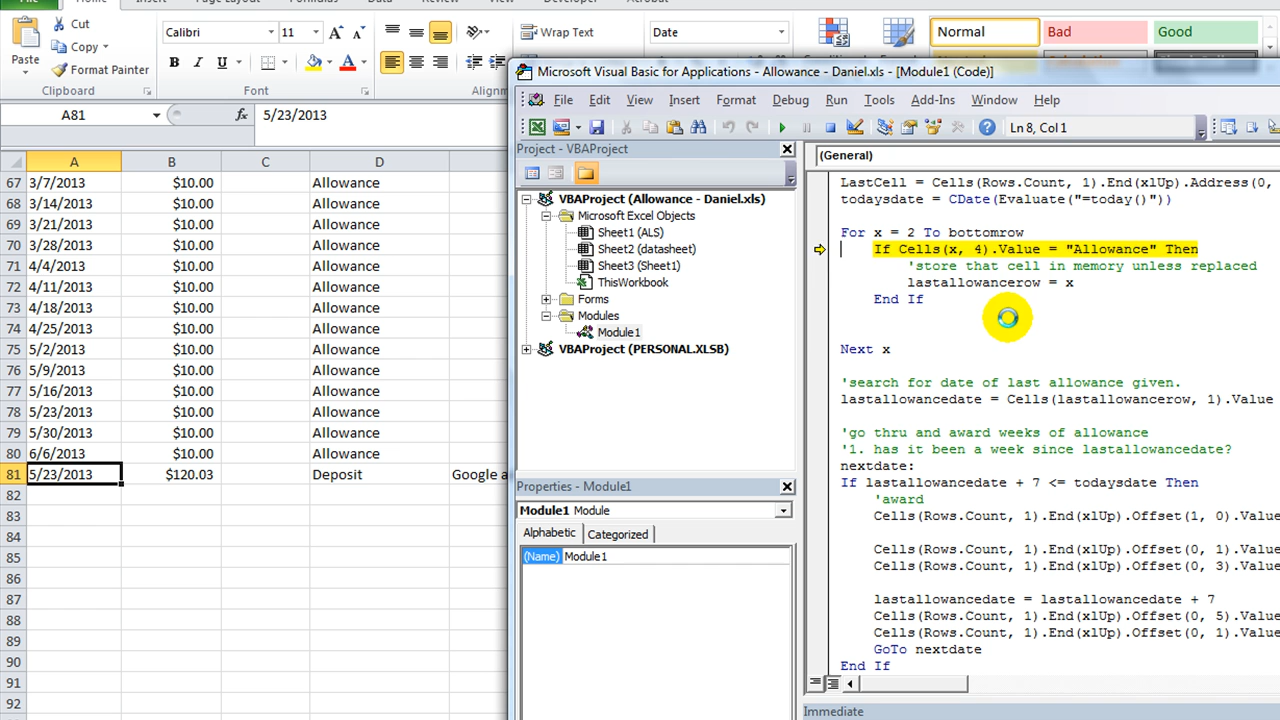 File Home Insert Page Layout Formulas Data Review View Developer Acrobat
Cut
Copy
Format Painter
Paste
Clipboard
Calibri 11
B I U
Font
Wrap Text
Alignm
Date
Normal Bad Good
A81 fx 5/23/2013
A B C D
67 3/7/2013 $10.00 Allowance
68 3/14/2013 $10.00 Allowance
69 3/21/2013 $10.00 Allowance
70 3/28/2013 $10.00 Allowance
71 4/4/2013 $10.00 Allowance
72 4/11/2013 $10.00 Allowance
73 4/18/2013 $10.00 Allowance
74 4/25/2013 $10.00 Allowance
75 5/2/2013 $10.00 Allowance
76 5/9/2013 $10.00 Allowance
77 5/16/2013 $10.00 Allowance
78 5/23/2013 $10.00 Allowance
79 5/30/2013 $10.00 Allowance
80 6/6/2013 $10.00 Allowance
81 5/23/2013 $120.03 Deposit Google a
82
83
84
85
86
87
88
89
90
91
92
Microsoft Visual Basic for Applications - Allowance - Daniel.xls - [Module1 (Code)]
File Edit View Insert Format Debug Run Tools Add-Ins Window Help
Ln 8, Col 1
Project - VBAProject
VBAProject (Allowance - Daniel.xls)
Microsoft Excel Objects
Sheet1 (ALS)
Sheet2 (datasheet)
Sheet3 (Sheet1)
ThisWorkbook
Forms
Modules
Module1
VBAProject (PERSONAL.XLSB)
Properties - Module1
Module1 Module
Alphabetic Categorized
(Name) Module1
(General)
LastCell = Cells(Rows.Count, 1).End(xlUp).Address(0,
todaysdate = CDate(Evaluate("=today()"))
For x = 2 To bottomrow
If Cells(x, 4).Value = "Allowance" Then
'store that cell in memory unless replaced
lastallowancerow = x
End If
Next x
'search for date of last allowance given.
lastallowancedate = Cells(lastallowancerow, 1).Value
'go thru and award weeks of allowance
'1. has it been a week since lastallowancedate?
nextdate:
If lastallowancedate + 7 <= todaysdate Then
'award
Cells(Rows.Count, 1).End(xlUp).Offset(1, 0).Value
Cells(Rows.Count, 1).End(xlUp).Offset(0, 1).Value
Cells(Rows.Count, 1).End(xlUp).Offset(0, 3).Value
lastallowancedate = lastallowancedate + 7
Cells(Rows.Count, 1).End(xlUp).Offset(0, 5).Value
Cells(Rows.Count, 1).End(xlUp).Offset(0, 1).Value
GoTo nextdate
End If
Immediate